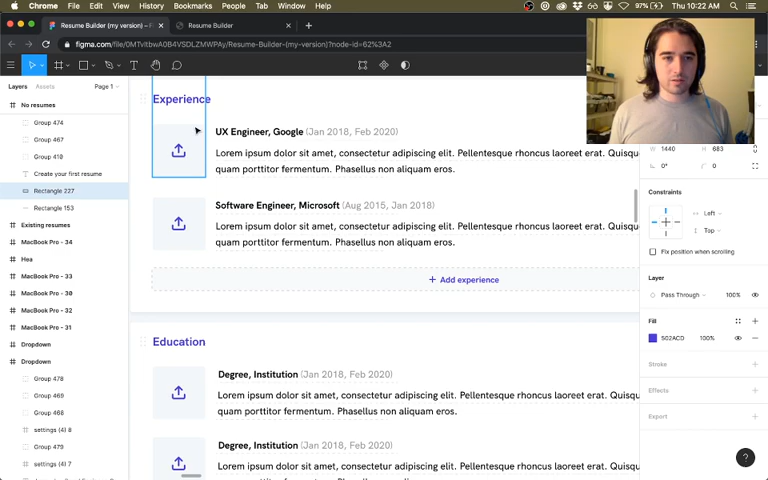 Chrome File Edit View History Bookmarks People Tab Window Help 97% Thu 10:22 AM
Resume Builder (my version)
Resume Builder
figma.com/file/0MTvitbwA0B4VSDLZMWPAy/Resume-Builder-(my-version)?node-id=62%3A2
Layers Assets Page 1
No resumes
Group 474
Group 467
Group 419
Create your first resume
Rectangle 227
Rectangle 153
Existing resumes
MacBook Pro - 34
Hea
MacBook Pro - 33
MacBook Pro - 30
MacBook Pro - 32
MacBook Pro - 31
Dropdown
Dropdown
Group 478
Group 469
Group 468
settings (4) 8
Group 479
settings (4) 7
Experience
UX Engineer, Google (Jan 2018, Feb 2020)
Lorem ipsum dolor sit amet, consectetur adipiscing elit. Pellentesque rhoncus laoreet erat. Quisqu
quam porttitor fermentum. Phasellus non aliquam eros.
Software Engineer, Microsoft (Aug 2015, Jan 2018)
Lorem ipsum dolor sit amet, consectetur adipiscing elit. Pellentesque rhoncus laoreet erat. Quisqu
quam porttitor fermentum. Phasellus non aliquam eros.
+ Add experience
Education
Degree, Institution (Jan 2018, Feb 2020)
Lorem ipsum dolor sit amet, consectetur adipiscing elit. Pellentesque rhoncus laoreet erat. Quisq
quam porttitor fermentum. Phasellus non aliquam eros.
Degree, Institution (Jan 2018, Feb 2020)
Lorem ipsum dolor sit amet, consectetur adipiscing elit. Pellentesque rhoncus laoreet erat. Quisq
W 1440 H 683
0° 0
Constraints
Left
Top
Fix position when scrolling
Layer
Pass Through 100%
Fill
502ACD 100%
Stroke
Effects
Export
?